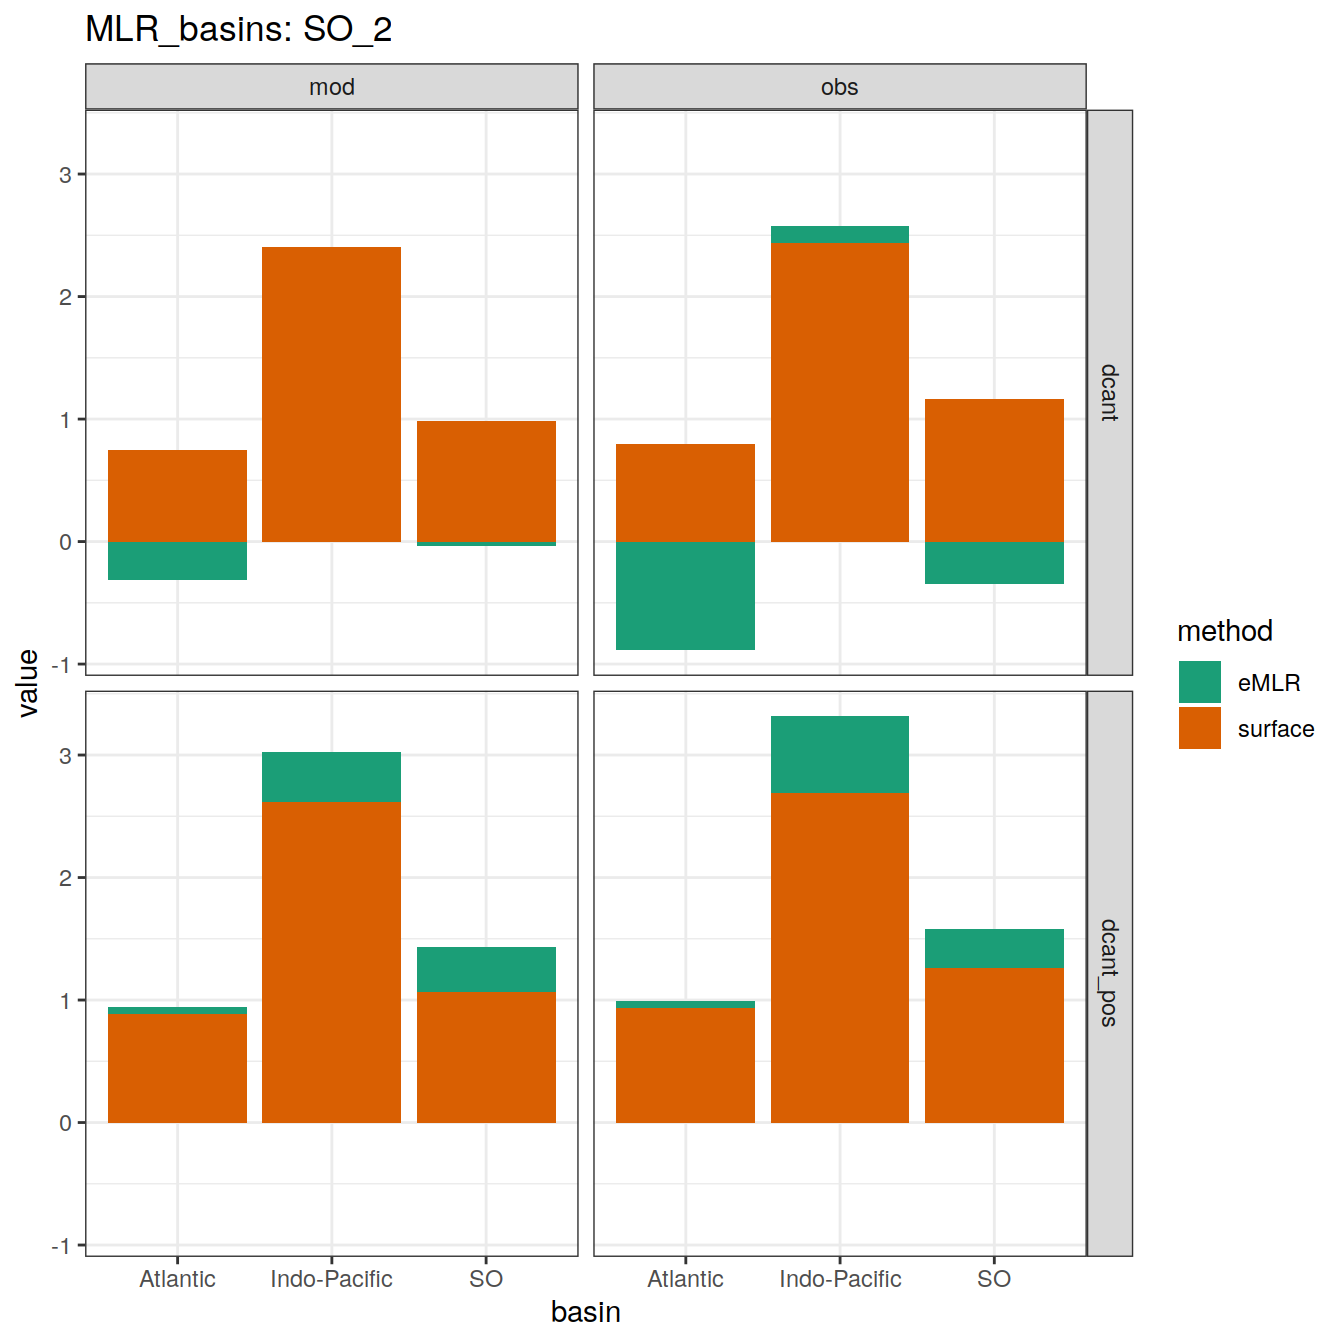 MLR_basins: SO_2
mod
obs
3
2
1
0
-1
dcant
3
2
1
0
-1
dcant_pos
value
Atlantic
Indo-Pacific
SO
Atlantic
Indo-Pacific
SO
basin
method
eMLR
surface